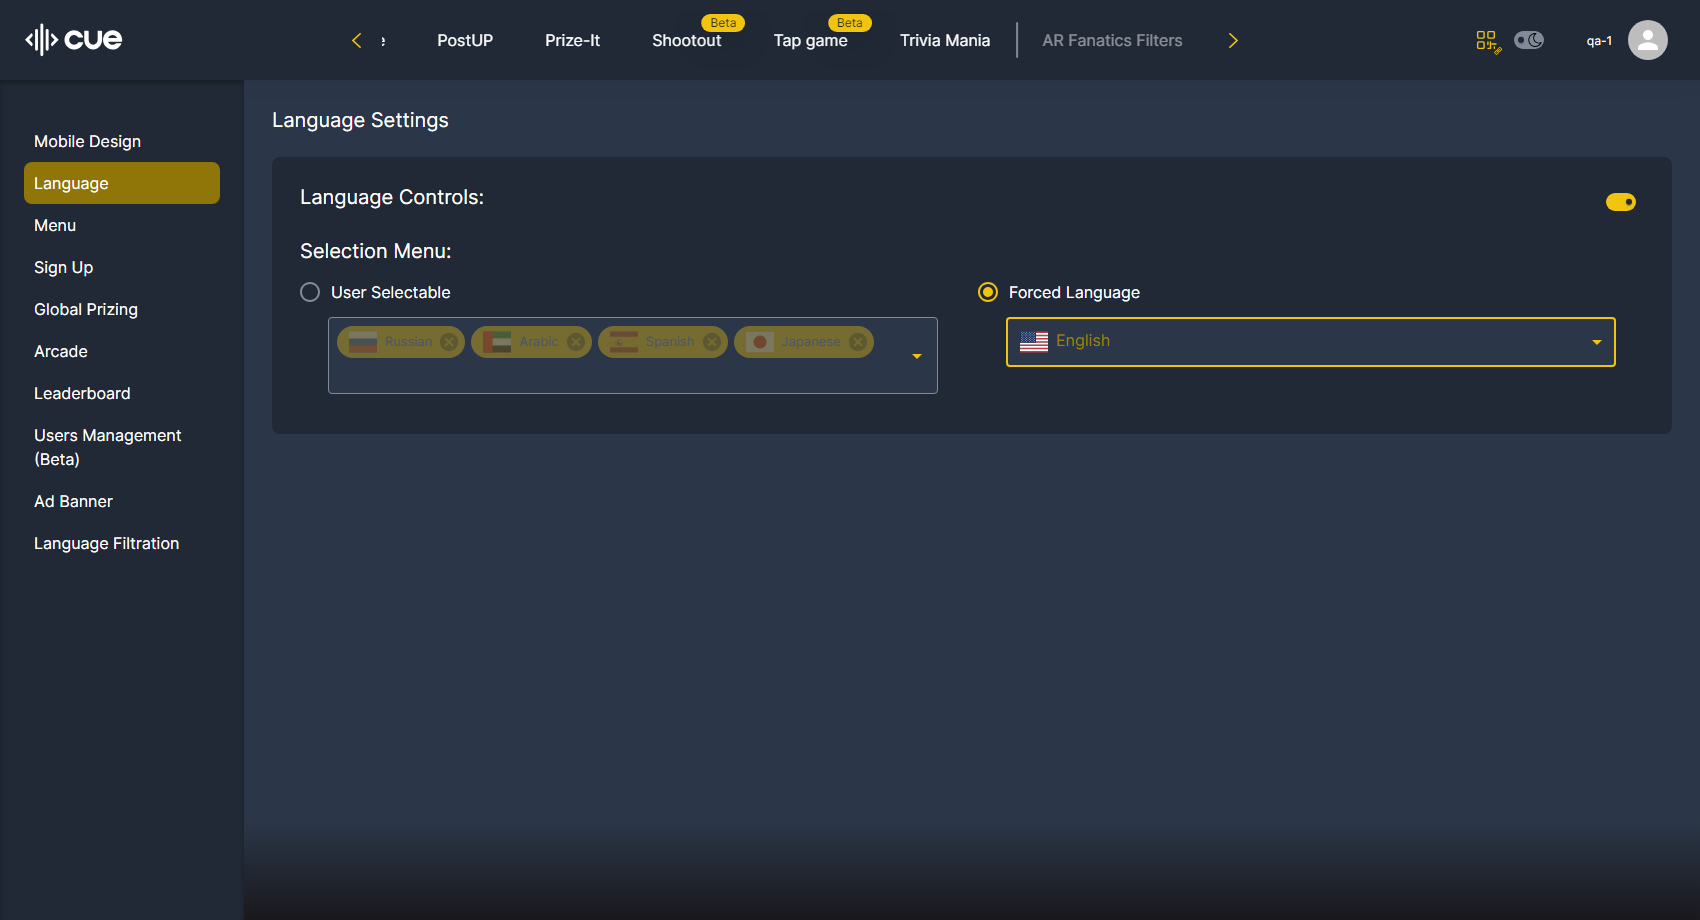 cue
PostUP
Prize-It
Shootout
Beta
Tap game
Beta
Trivia Mania
AR Fanatics Filters
qa-1
Mobile Design
Language
Menu
Sign Up
Global Prizing
Arcade
Leaderboard
Users Management
(Beta)
Ad Banner
Language Filtration
Language Settings
Language Controls:
Selection Menu:
User Selectable
Russian
Arabic
Spanish
Japanese
Forced Language
English